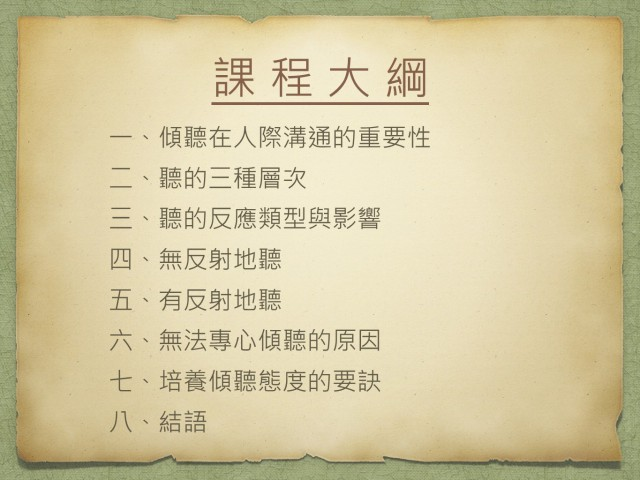 課程大綱
一、傾聽在人際溝通的重要性
二、聽的三種層次
三、聽的反應類型與影響
四、無反射地聽
五、有反射地聽
六、無法專心傾聽的原因
七、培養傾聽態度的要訣
八、結語